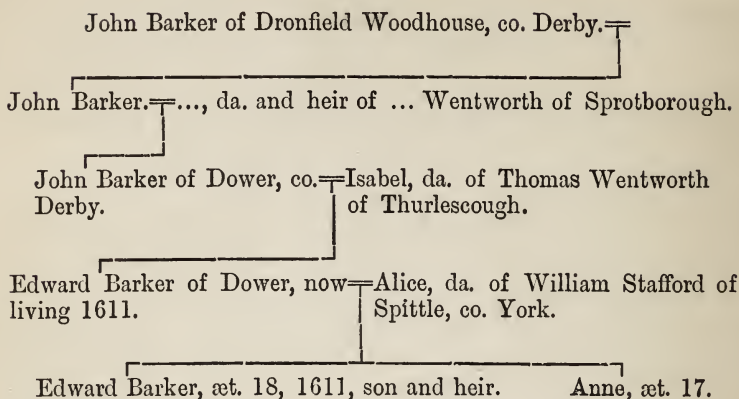 John Barker of Dronfield Woodhouse, co. Derby.
John Barker. ..., da. and heir of ... Wentworth of Sprotborough.
John Barker of Dower, co. Derby.
Isabel, da. of Thomas Wentworth of Thurlescough.
Edward Barker of Dower, now living 1611.
Alice, da. of William Stafford of Spittle, co. York.
Edward Barker, æt. 18, 1611, son and heir. Anne, æt. 17.